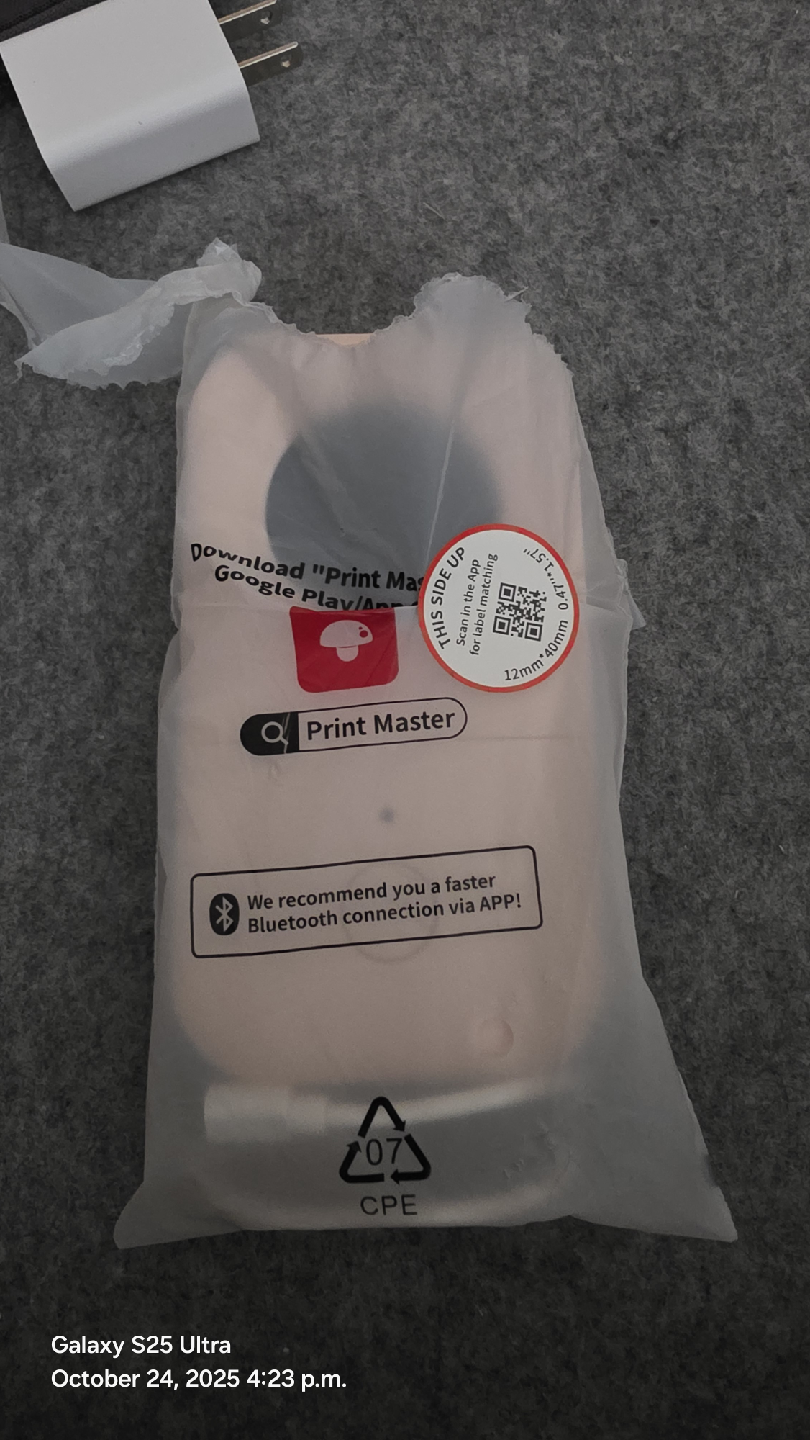 Download "Print Mas
Google Play/App
THIS SIDE UP
Scan in the App
for label matching
12mm*40mm 0.47"*1.57"
Print Master
We recommend you a faster
Bluetooth connection via APP!
07
CPE
Galaxy S25 Ultra
October 24, 2025 4:23 p.m.